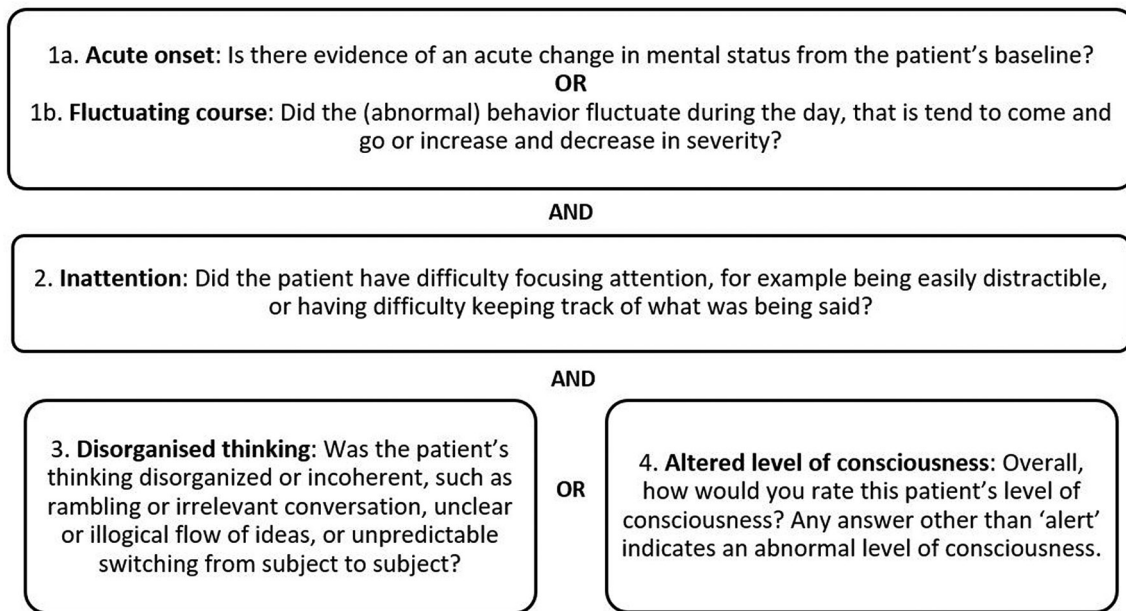 1a. Acute onset: Is there evidence of an acute change in mental status from the patient’s baseline?
OR
1b. Fluctuating course: Did the (abnormal) behavior fluctuate during the day, that is tend to come and
go or increase and decrease in severity?
AND
2. Inattention: Did the patient have difficulty focusing attention, for example being easily distractible,
or having difficulty keeping track of what was being said?
AND
3. Disorganised thinking: Was the patient’s
thinking disorganized or incoherent, such as
rambling or irrelevant conversation, unclear
or illogical flow of ideas, or unpredictable
switching from subject to subject?
OR
4. Altered level of consciousness: Overall,
how would you rate this patient’s level of
consciousness? Any answer other than ‘alert’
indicates an abnormal level of consciousness.